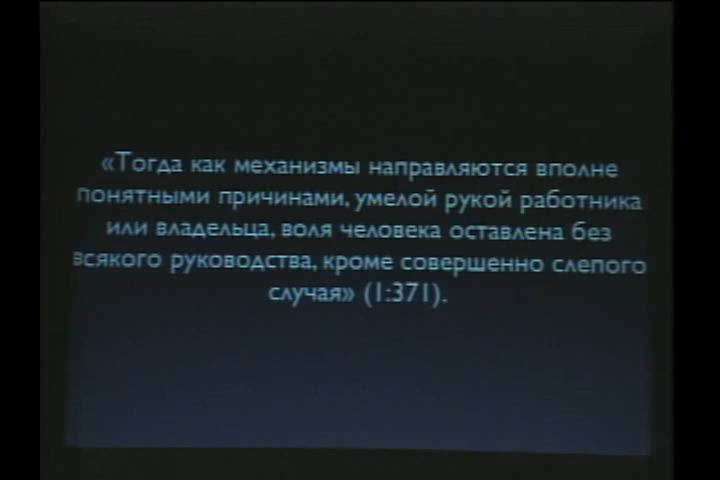 «Тогда как механизмы направляются вполне
понятными причинами, умелой рукой работника
или владельца, воля человека оставлена без
всякого руководства, кроме совершенно слепого
случая» (1:371).